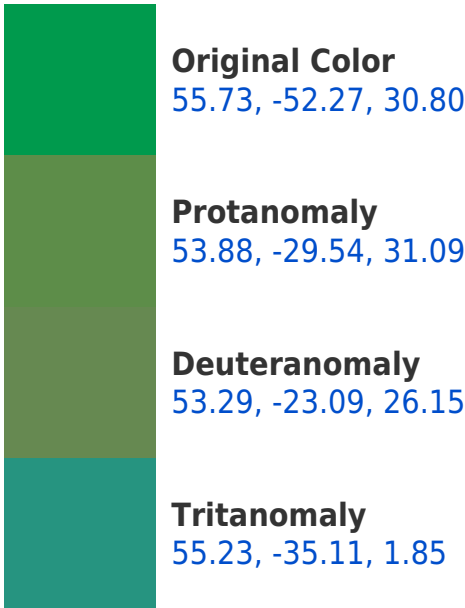 Original Color
55.73, -52.27, 30.80
Protanomaly
53.88, -29.54, 31.09
Deuteranomaly
53.29, -23.09, 26.15
Tritanomaly
55.23, -35.11, 1.85